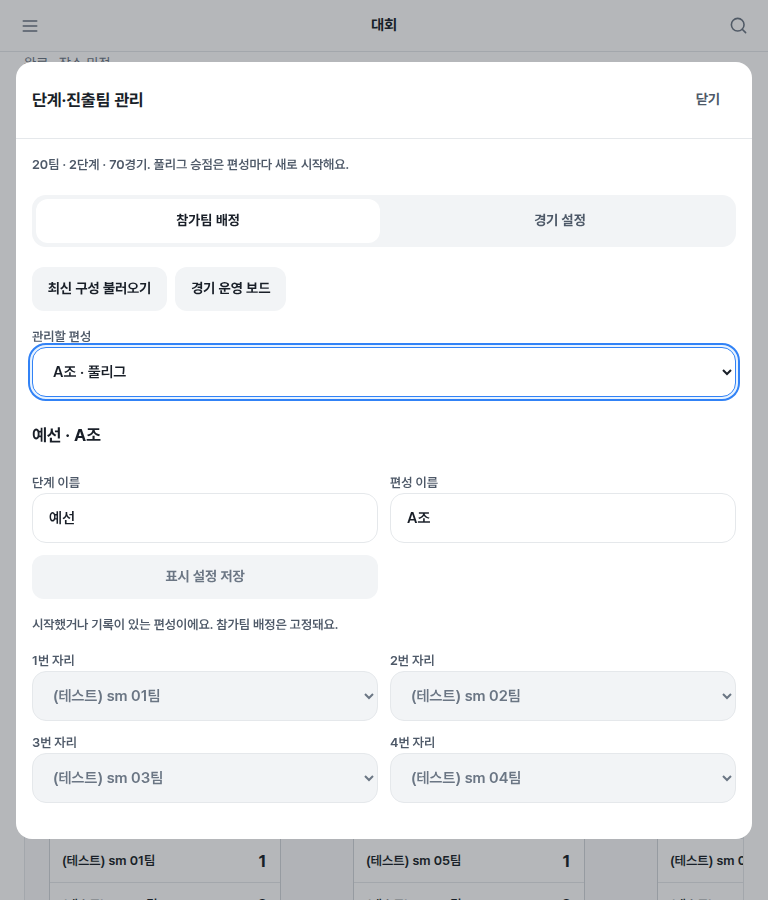 대회
단계·진출팀 관리
닫기
20팀 · 2단계 · 70경기. 풀리그 승점은 편성마다 새로 시작해요.
참가팀 배정
경기 설정
최신 구성 불러오기
경기 운영 보드
관리할 편성
A조 · 풀리그
예선 · A조
단계 이름
편성 이름
예선
A조
표시 설정 저장
시작했거나 기록이 있는 편성이에요. 참가팀 배정은 고정돼요.
1번 자리
2번 자리
(테스트) sm 01팀
(테스트) sm 02팀
3번 자리
4번 자리
(테스트) sm 03팀
(테스트) sm 04팀
(테스트) sm 01팀 1
(테스트) sm 05팀 1
(테스트) sm